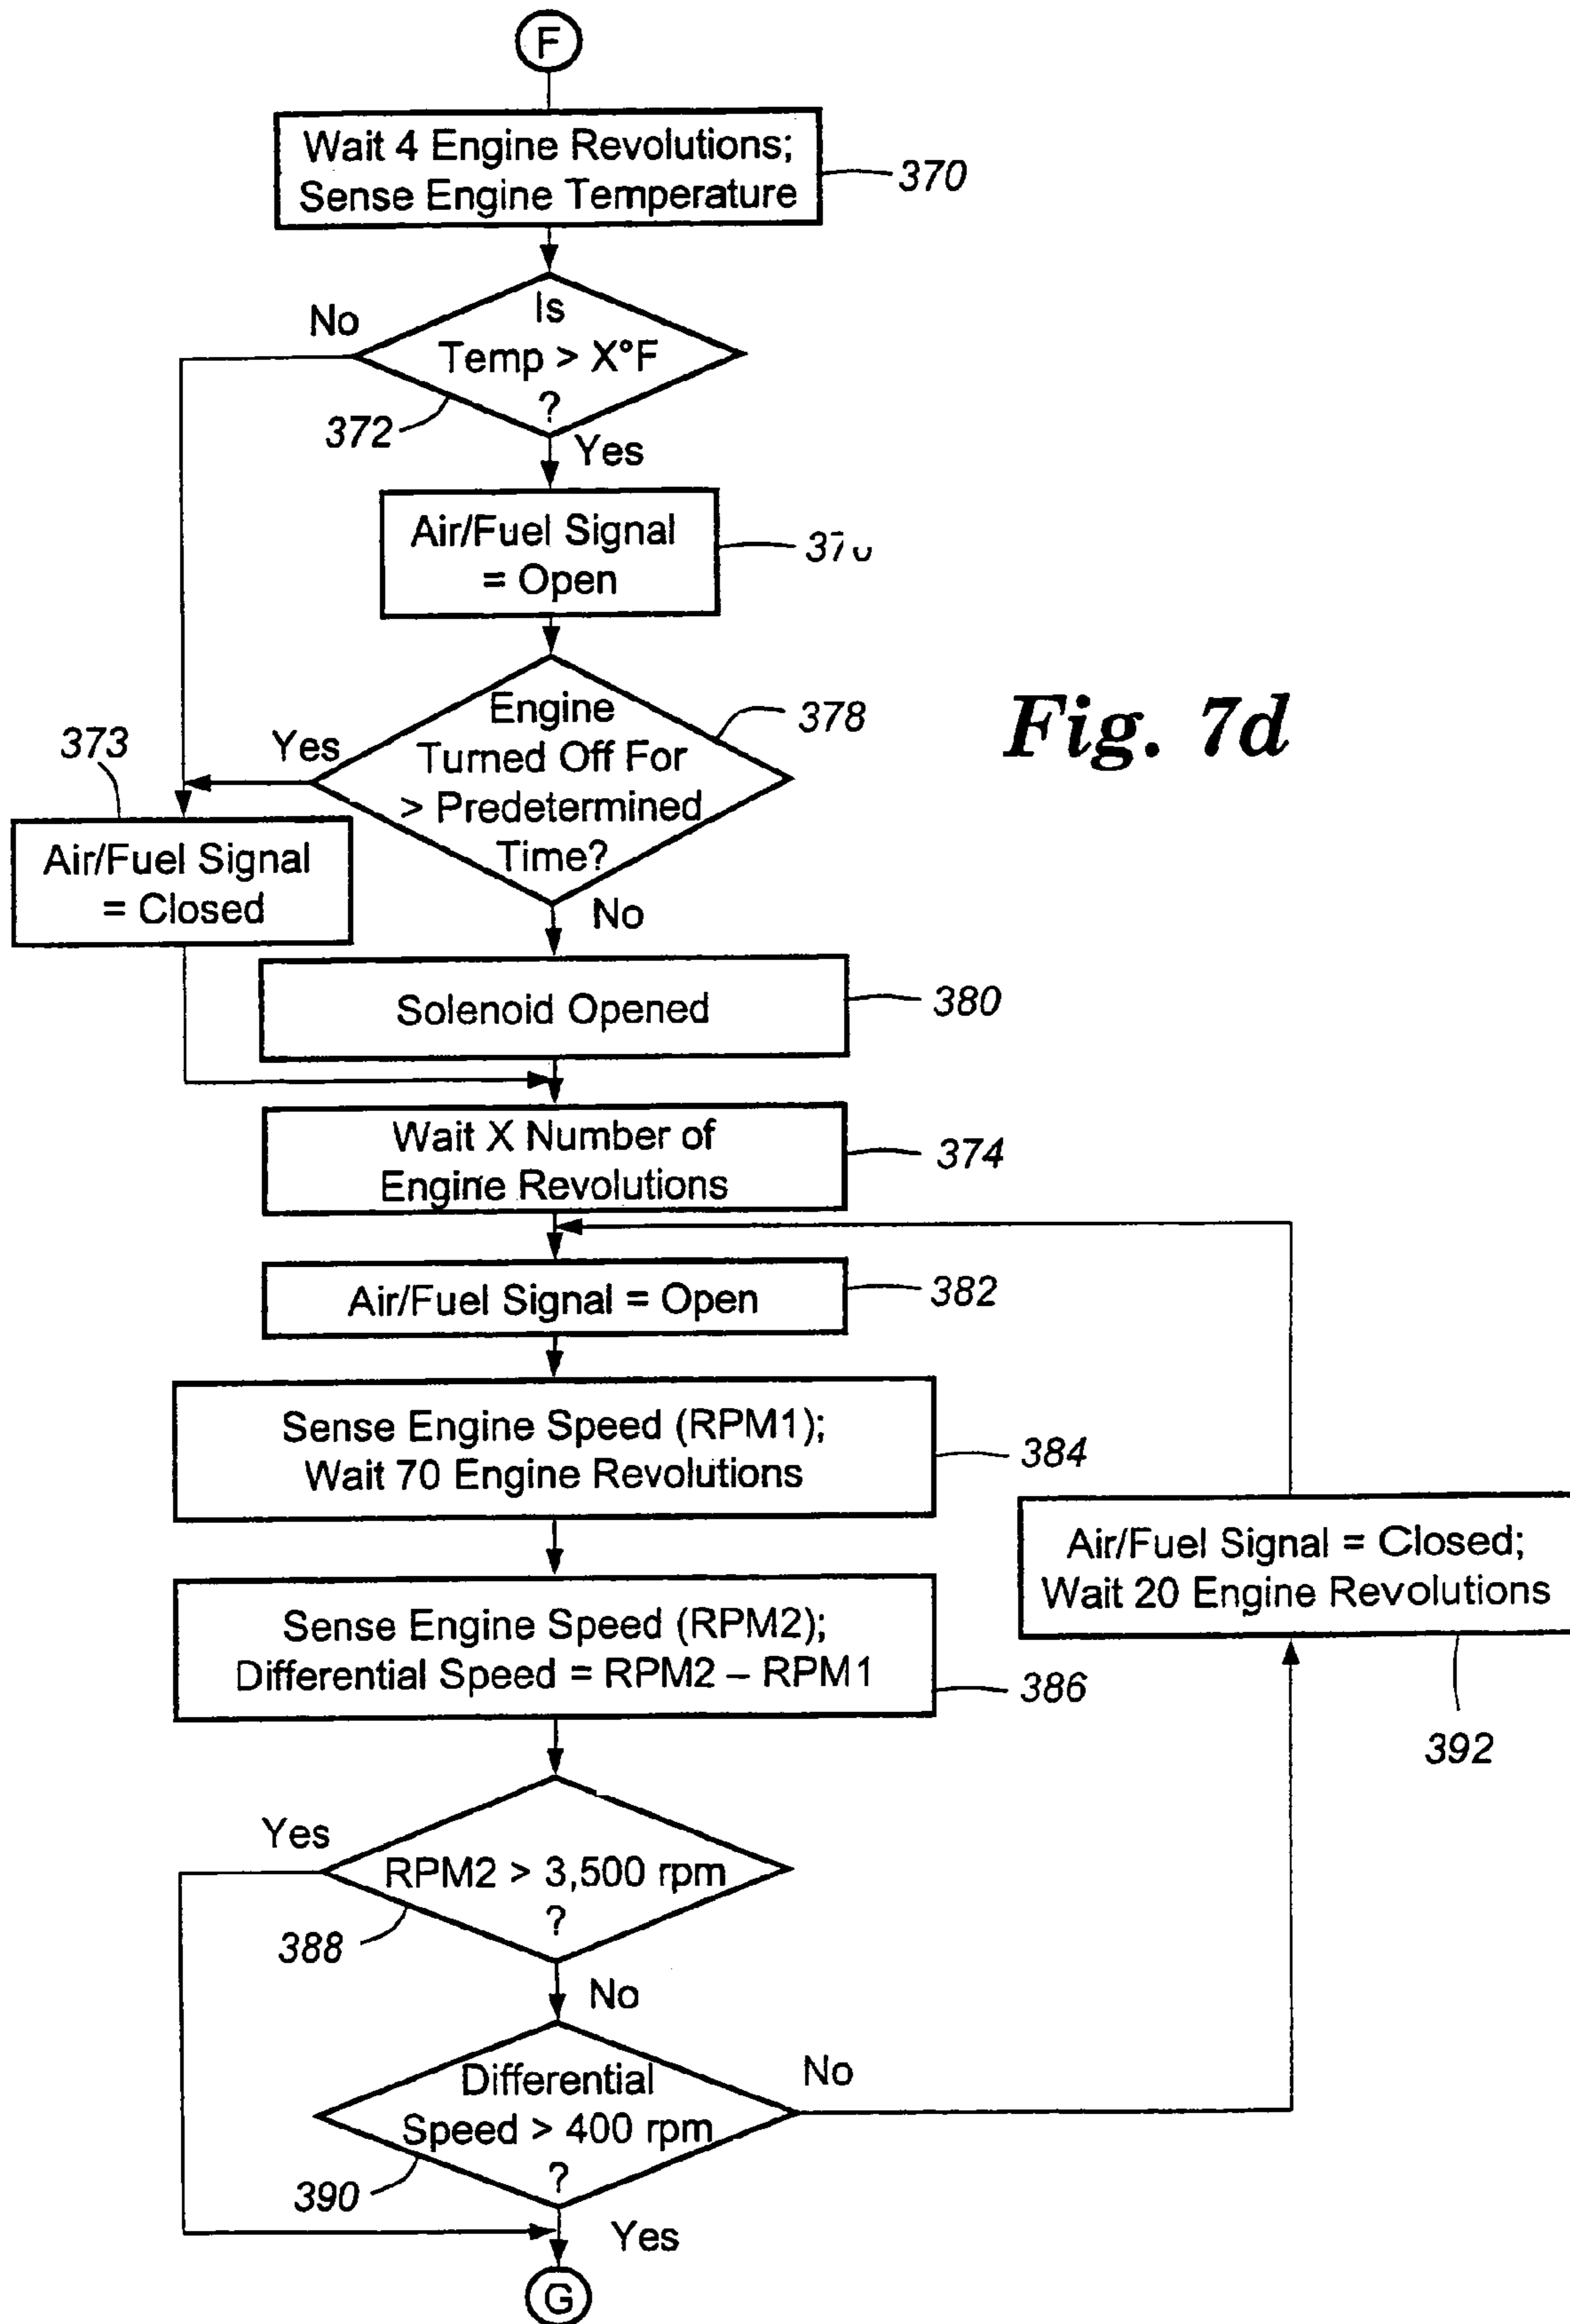 F
Wait 4 Engine Revolutions;
Sense Engine Temperature
370
No
Is
Temp > X°F
?
372
Yes
Air/Fuel Signal
= Open
Engine
Turned Off For
> Predetermined
Time?
378
Fig. 7d
373
Yes
Air/Fuel Signal
= Closed
No
Solenoid Opened
380
Wait X Number of
Engine Revolutions
374
Air/Fuel Signal = Open
382
Sense Engine Speed (RPM1);
Wait 70 Engine Revolutions
384
Air/Fuel Signal = Closed;
Wait 20 Engine Revolutions
392
Sense Engine Speed (RPM2);
Differential Speed = RPM2 – RPM1
386
Yes
RPM2 > 3,500 rpm
?
388
No
Differential
Speed > 400 rpm
?
No
390
Yes
G